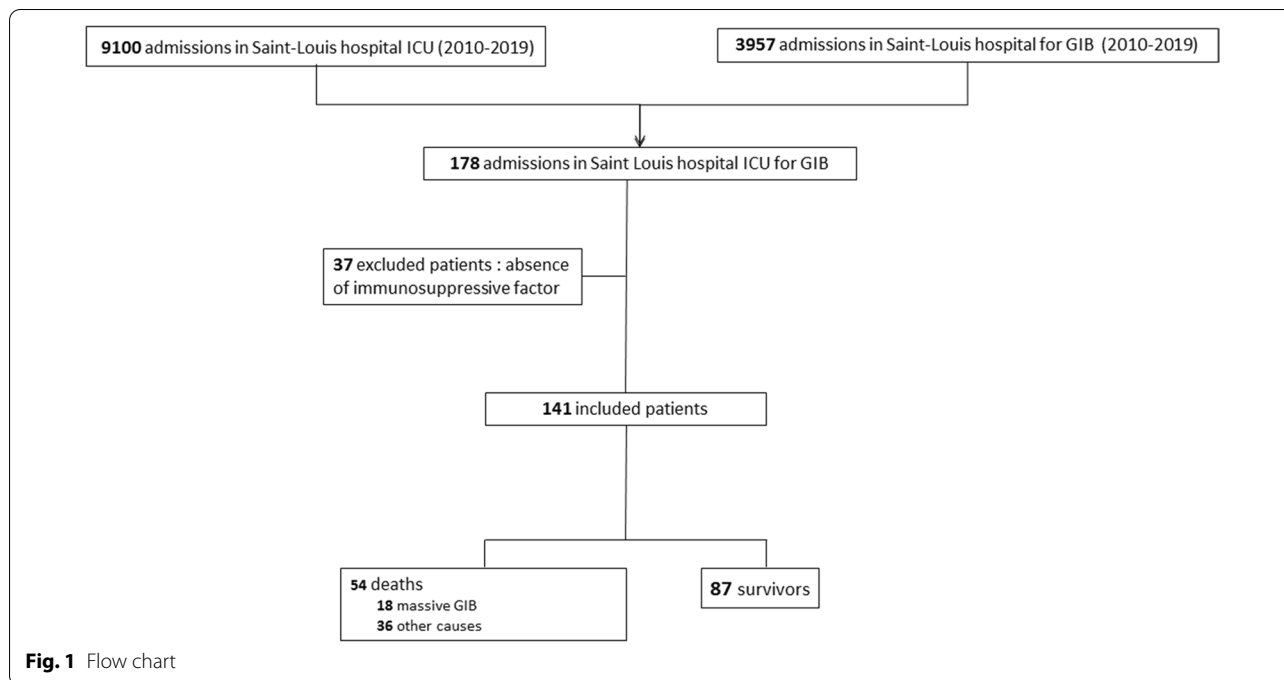 9100 admissions in Saint-Louis hospital ICU (2010-2019)
3957 admissions in Saint-Louis hospital for GIB (2010-2019)
178 admissions in Saint Louis hospital ICU for GIB
37 excluded patients : absence
of immunosuppressive factor
141 included patients
54 deaths
18 massive GIB
36 other causes
87 survivors
Fig. 1 Flow chart